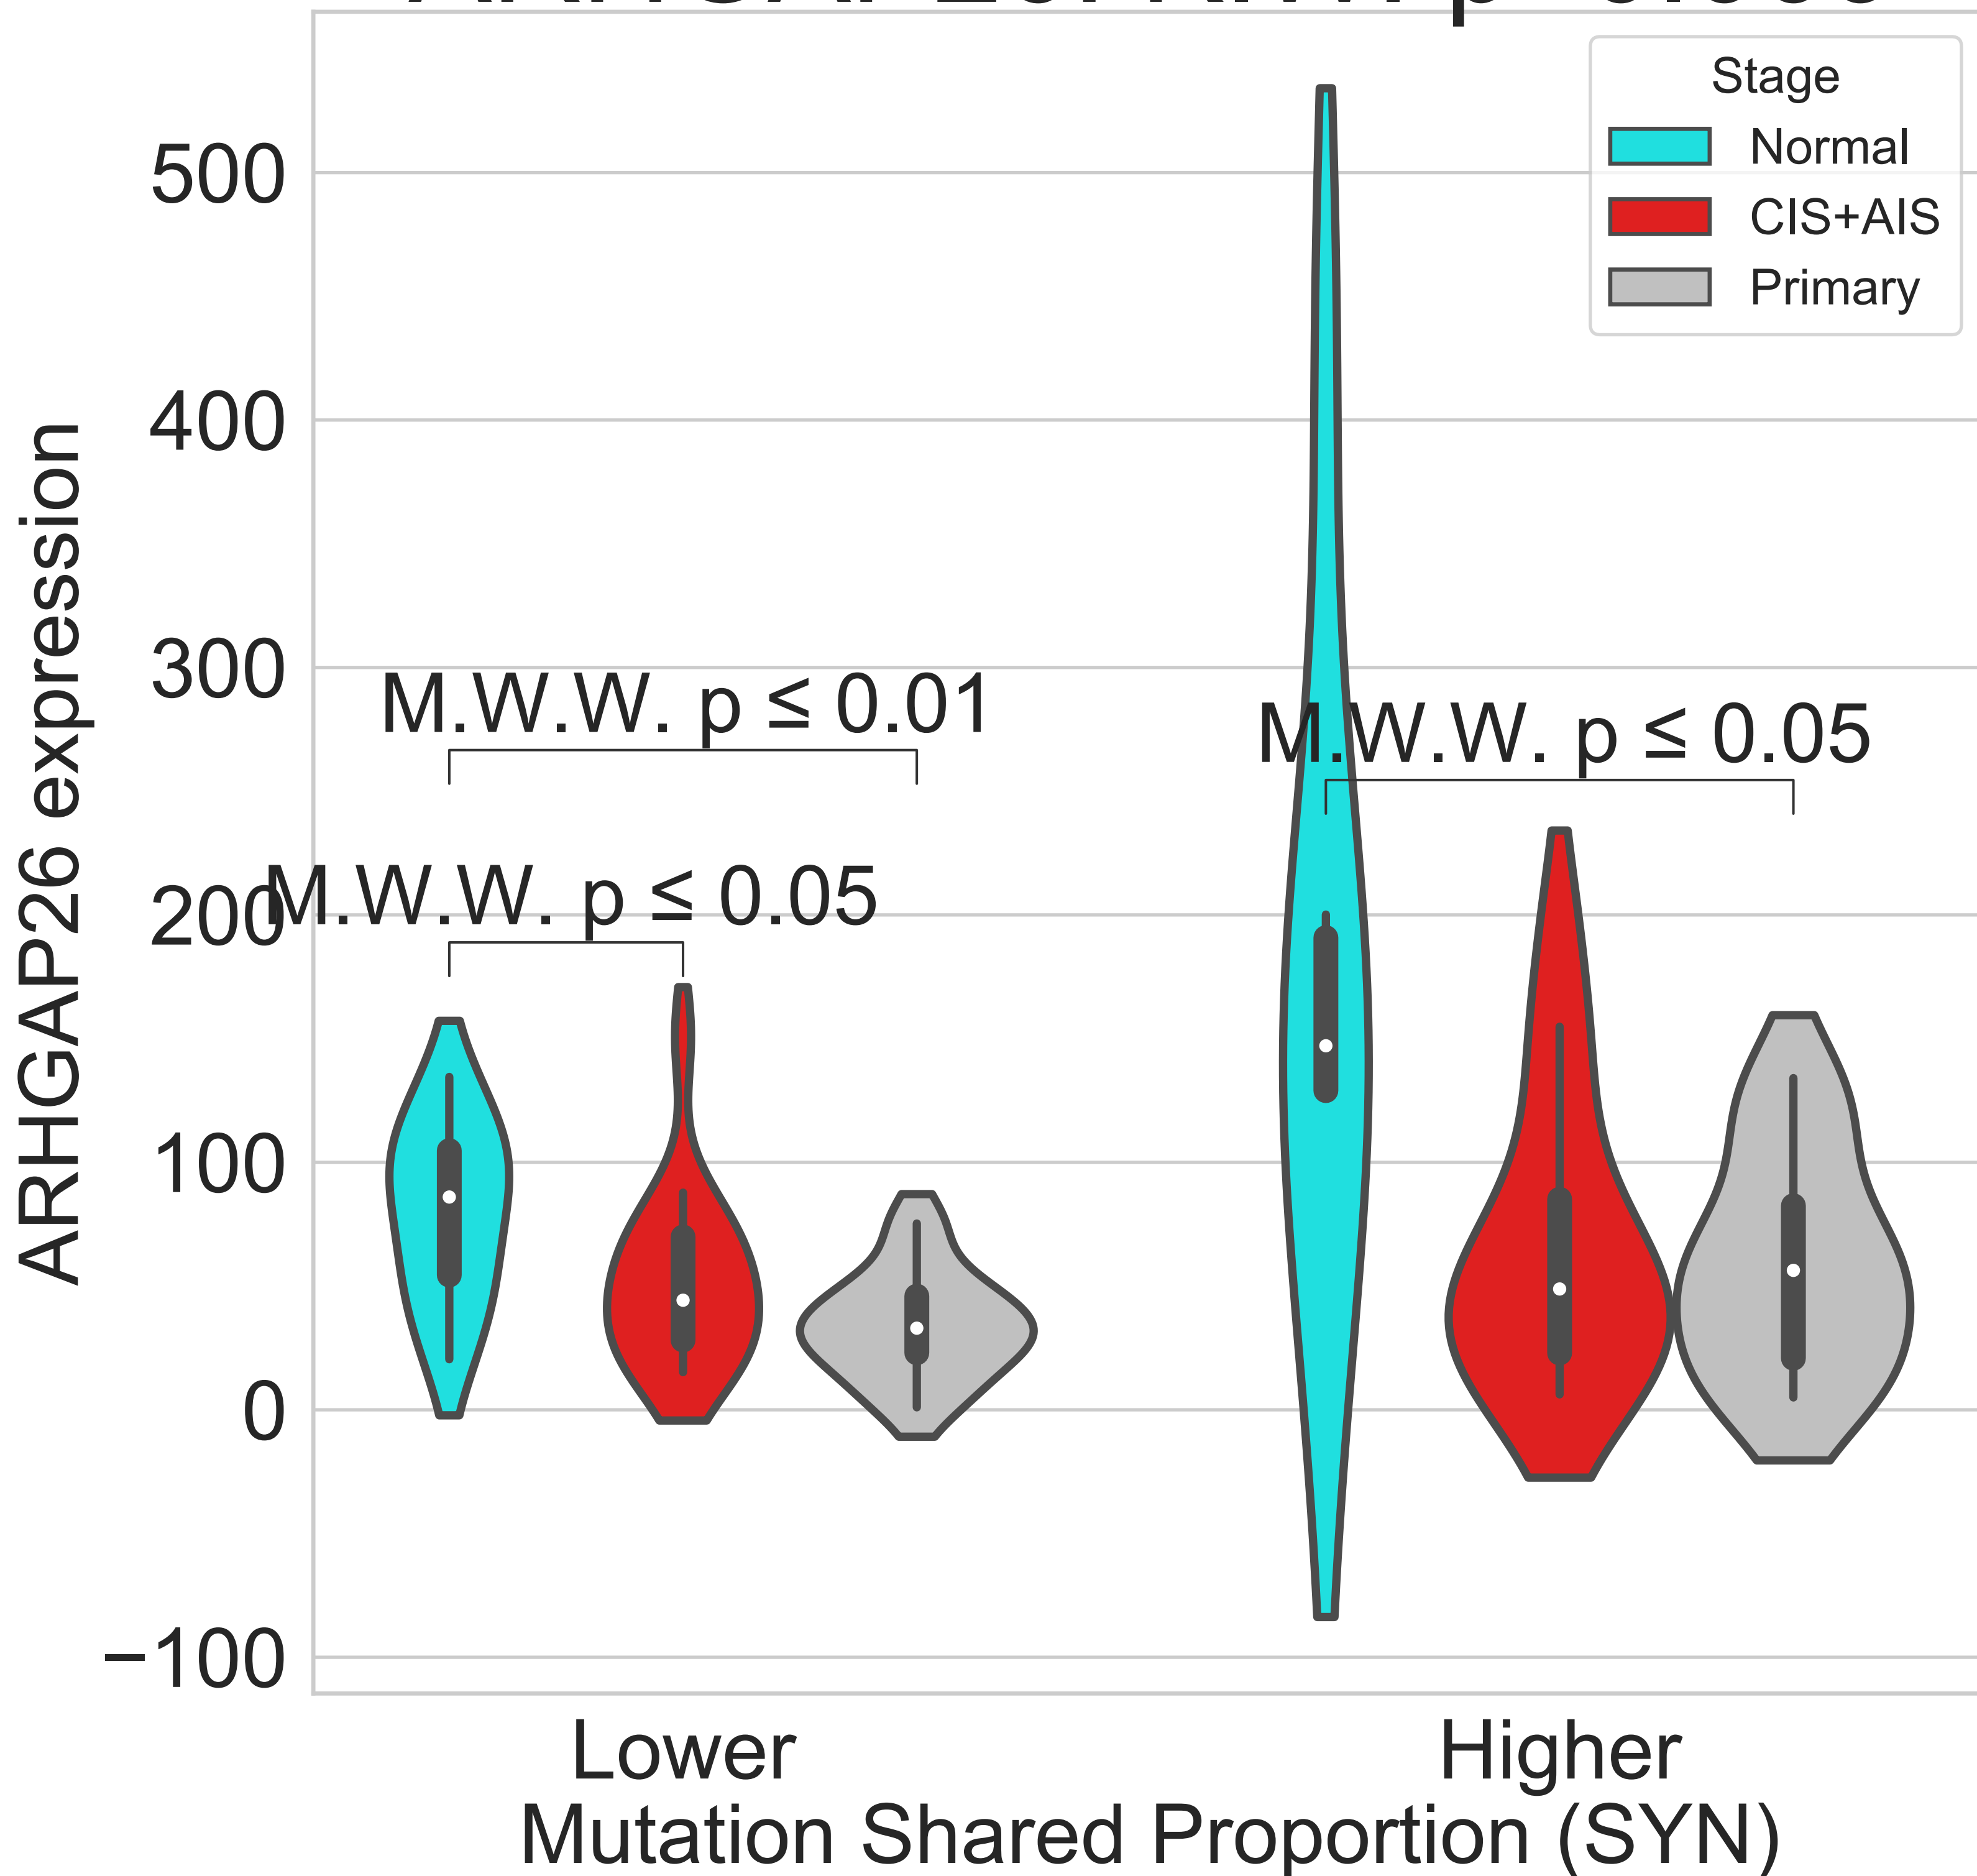 Stage
Normal
CIS+AIS
Primary
500
400
300
200
100
0
−100
ARHGAP26 expression
M.W.W. p ≤ 0.01
M.W.W. p ≤ 0.05
M.W.W. p ≤ 0.05
Lower
Higher
Mutation Shared Proportion (SYN)